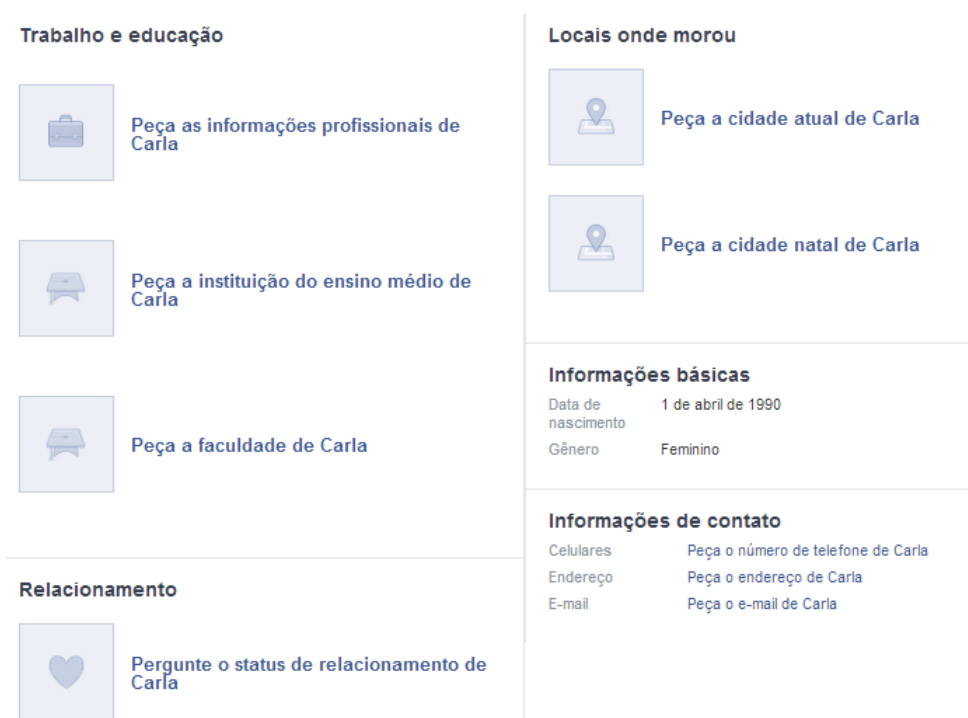 Trabalho e educação
Peça as informações profissionais de
Carla
Peça a instituição do ensino médio de
Carla
Peça a faculdade de Carla
Relacionamento
Pergunte o status de relacionamento de
Carla
Locais onde morou
Peça a cidade atual de Carla
Peça a cidade natal de Carla
Informações básicas
Data de
nascimento
1 de abril de 1990
Gênero Feminino
Informações de contato
Celulares Peça o número de telefone de Carla
Endereço Peça o endereço de Carla
E-mail Peça o e-mail de Carla